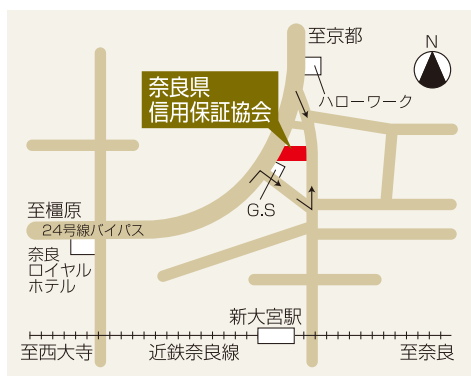 至京都
N
奈良県
信用保証協会
ハローワーク
G.S
至橿原
24号線バイパス
奈良
ロイヤル
ホテル
新大宮駅
至西大寺
近鉄奈良線
至奈良